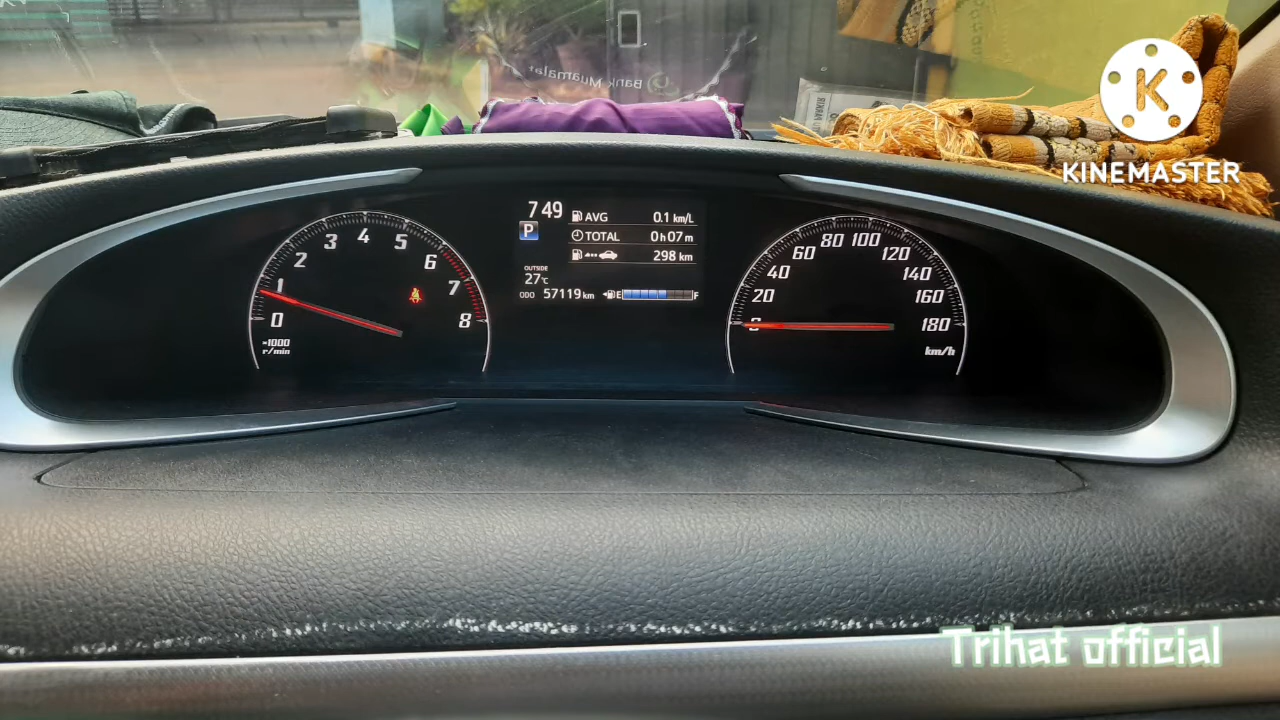 Bank Muamalat
K
KINEMASTER
7 49
P
AVG 0.1 km/L
TOTAL 0h07m
298 km
OUTSIDE
27°C
ODO 57119 km
E F
0 1 2 3 4 5 6 7 8
×1000
r/min
0 20 40 60 80 100 120 140 160 180
km/h
Trihat official